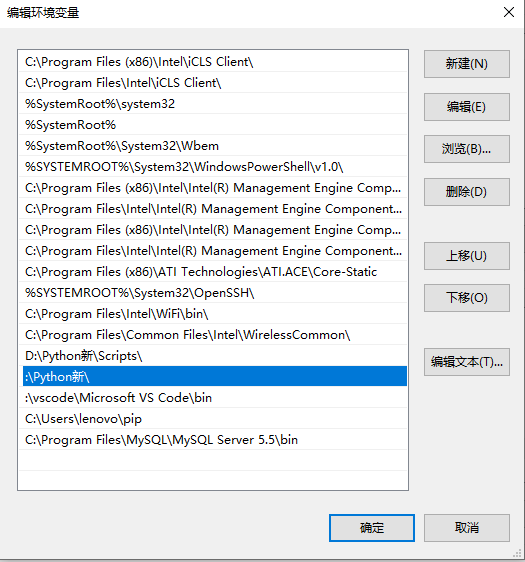 编辑环境变量
C:\Program Files (x86)\Intel\iCLS Client\
C:\Program Files\Intel\iCLS Client\
%SystemRoot%\system32
%SystemRoot%
%SystemRoot%\System32\Wbem
%SYSTEMROOT%\System32\WindowsPowerShell\v1.0\
C:\Program Files (x86)\Intel\Intel(R) Management Engine Comp...
C:\Program Files\Intel\Intel(R) Management Engine Component...
C:\Program Files (x86)\Intel\Intel(R) Management Engine Comp...
C:\Program Files\Intel\Intel(R) Management Engine Component...
C:\Program Files (x86)\ATI Technologies\ATI.ACE\Core-Static
%SYSTEMROOT%\System32\OpenSSH\
C:\Program Files\Intel\WiFi\bin\
C:\Program Files\Common Files\Intel\WirelessCommon\
D:\Python新\Scripts\
:\Python新\
:\vscode\Microsoft VS Code\bin
C:\Users\lenovo\pip
C:\Program Files\MySQL\MySQL Server 5.5\bin
新建(N)
编辑(E)
浏览(B)...
删除(D)
上移(U)
下移(O)
编辑文本(T)...
确定
取消